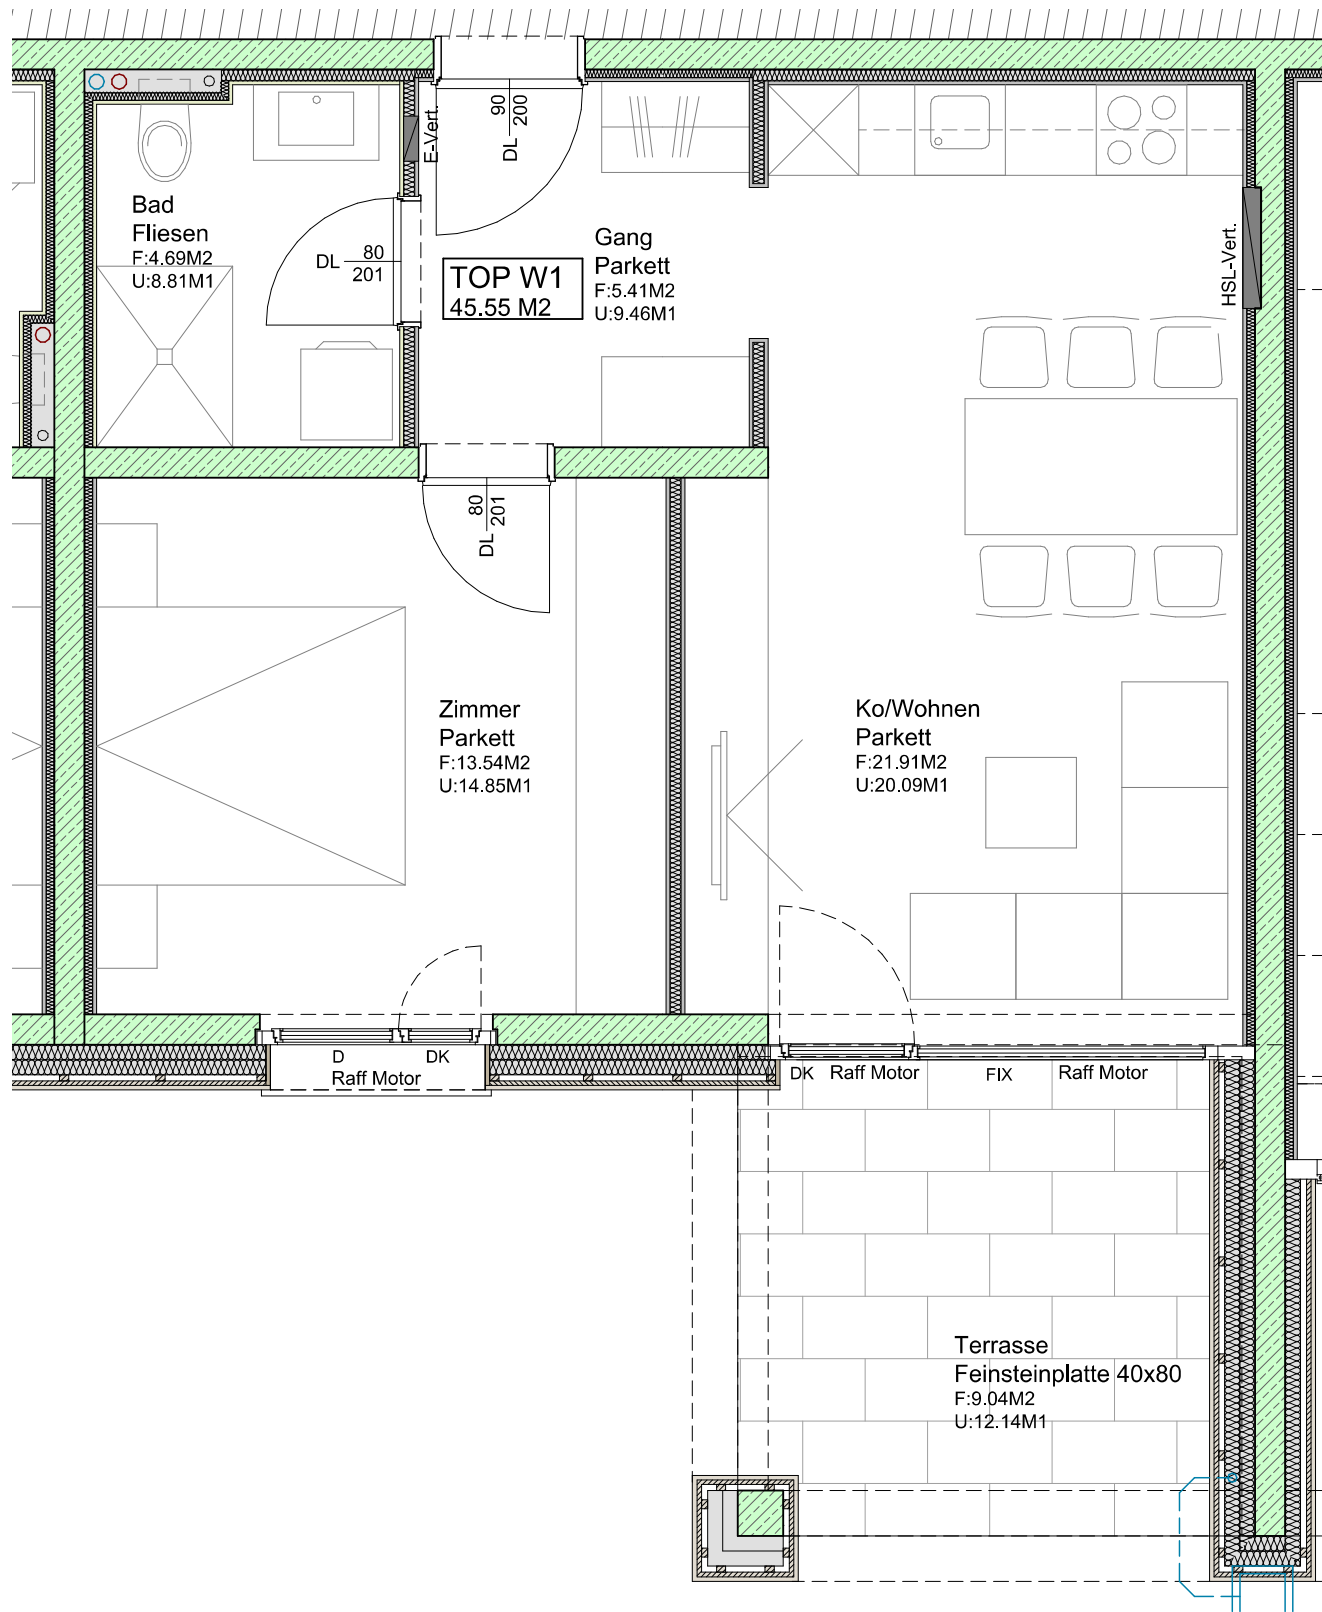 90
200
DL
E-Vert.
Bad
Fliesen
F:4.69M2
U:8.81M1
DL
80
201
TOP W1
45.55 M2
Gang
Parkett
F:5.41M2
U:9.46M1
HSL-Vert.
80
201
DL
Zimmer
Parkett
F:13.54M2
U:14.85M1
Ko/Wohnen
Parkett
F:21.91M2
U:20.09M1
D
DK
Raff Motor
DK
Raff Motor
FIX
Raff Motor
Terrasse
Feinsteinplatte 40x80
F:9.04M2
U:12.14M1